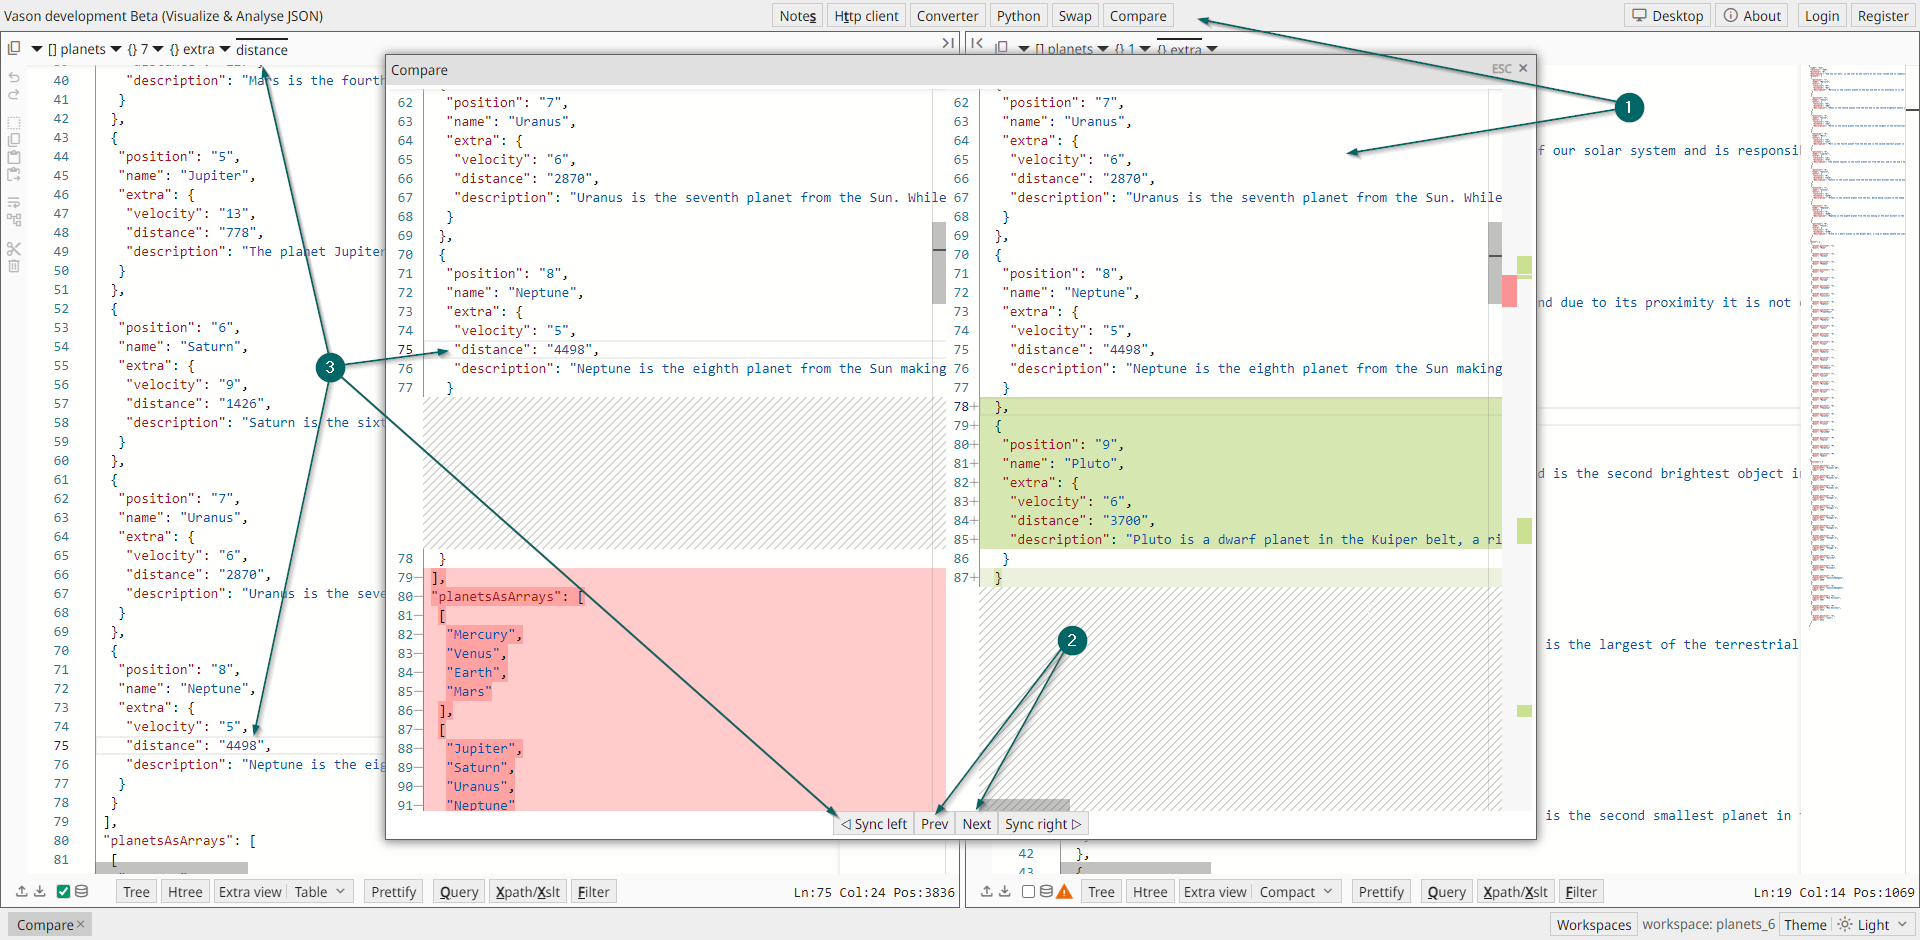 Vason development Beta (Visualize & Analyse JSON)
Notes Http client Converter Python Swap Compare
Desktop About Login Register
[] planets {} 7 {} extra distance
[] planets {} 1 {} extra
40 "description": "Mars is the fourth
41 }
42 },
43 {
44 "position": "5",
45 "name": "Jupiter",
46 "extra": {
47 "velocity": "13",
48 "distance": "778",
49 "description": "The planet Jupiter
50 }
51 },
52 {
53 "position": "6",
54 "name": "Saturn",
55 "extra": {
56 "velocity": "9",
57 "distance": "1426",
58 "description": "Saturn is the sixt
59 }
60 },
61 {
62 "position": "7",
63 "name": "Uranus",
64 "extra": {
65 "velocity": "6",
66 "distance": "2870",
67 "description": "Uranus is the seve
68 }
69 },
70 {
71 "position": "8",
72 "name": "Neptune",
73 "extra": {
74 "velocity": "5",
75 "distance": "4498",
76 "description": "Neptune is the eig
77 }
78 }
79 ],
80 "planetsAsArrays": [
81 [
3
Compare
ESC ×
62 "position": "7",
63 "name": "Uranus",
64 "extra": {
65 "velocity": "6",
66 "distance": "2870",
67 "description": "Uranus is the seventh planet from the Sun. While
68 }
69 },
70 {
71 "position": "8",
72 "name": "Neptune",
73 "extra": {
74 "velocity": "5",
75 "distance": "4498",
76 "description": "Neptune is the eighth planet from the Sun making
77 }
78 }
79— ],
80— "planetsAsArrays": [
81— [
82— "Mercury",
83— "Venus",
84— "Earth",
85— "Mars"
86— ],
87— [
88— "Jupiter",
89— "Saturn",
90— "Uranus",
91— "Neptune"
62 "position": "7",
63 "name": "Uranus",
64 "extra": {
65 "velocity": "6",
66 "distance": "2870",
67 "description": "Uranus is the seventh planet from the Sun. While
68 }
69 },
70 {
71 "position": "8",
72 "name": "Neptune",
73 "extra": {
74 "velocity": "5",
75 "distance": "4498",
76 "description": "Neptune is the eighth planet from the Sun making
77 }
78+ },
79+ {
80+ "position": "9",
81+ "name": "Pluto",
82+ "extra": {
83+ "velocity": "6",
84+ "distance": "3700",
85+ "description": "Pluto is a dwarf planet in the Kuiper belt, a ri
86 }
87+ }
2
◁ Sync left Prev Next Sync right ▷
1
f our solar system and is responsi
nd due to its proximity it is not
d is the second brightest object i
is the largest of the terrestrial
is the second smallest planet in
42 },
43 {
Tree Htree Extra view Table Prettify Query Xpath/Xslt Filter Ln:75 Col:24 Pos:3836
Tree Htree Extra view Compact Prettify Query Xpath/Xslt Filter Ln:19 Col:14 Pos:1069
Compare ×
Workspaces workspace: planets_6 Theme Light